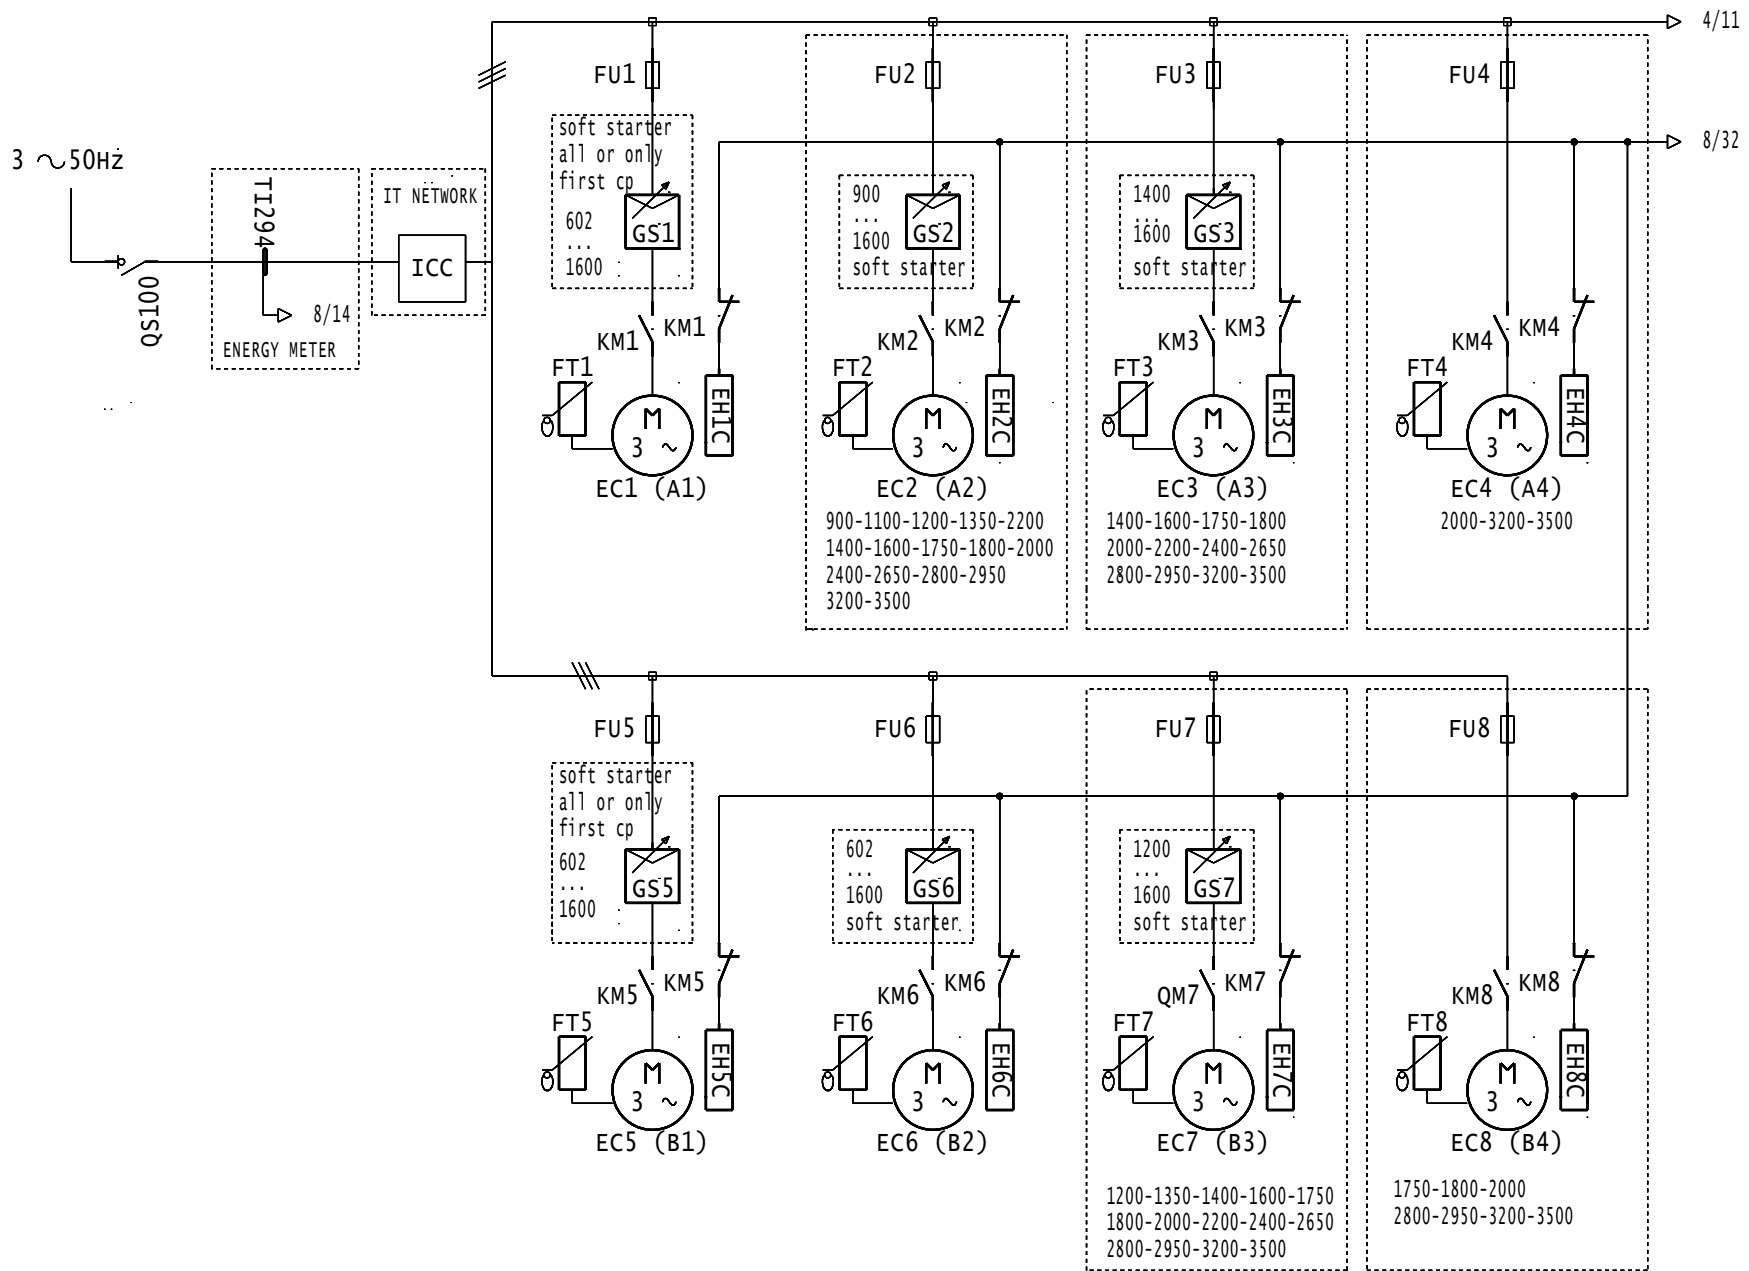 4/11
FU1
FU2
FU3
FU4
soft starter
all or only
first cp
602
...
1600
GS1
900
...
1600
soft starter
GS2
1400
...
1600
soft starter
GS3
8/32
3 ~ 50Hz
QS100
TI294
8/14
ENERGY METER
IT NETWORK
ICC
KM1
KM1
KM2
KM2
KM3
KM3
KM4
KM4
FT1
FT2
FT3
FT4
M
3 ~
EH1C
M
3 ~
EH2C
M
3 ~
EH3C
M
3 ~
EH4C
EC1 (A1)
EC2 (A2)
900-1100-1200-1350-2200
1400-1600-1750-1800-2000
2400-2650-2800-2950
3200-3500
EC3 (A3)
1400-1600-1750-1800
2000-2200-2400-2650
2800-2950-3200-3500
EC4 (A4)
2000-3200-3500
FU5
FU6
FU7
FU8
soft starter
all or only
first cp
602
...
1600
GS5
602
...
1600
soft starter
GS6
1200
...
1600
soft starter
GS7
KM5
KM5
KM6
KM6
QM7
KM7
KM8
KM8
FT5
FT6
FT7
FT8
M
3 ~
EH5C
M
3 ~
EH6C
M
3 ~
EH7C
M
3 ~
EH8C
EC5 (B1)
EC6 (B2)
EC7 (B3)
1200-1350-1400-1600-1750
1800-2000-2200-2400-2650
2800-2950-3200-3500
EC8 (B4)
1750-1800-2000
2800-2950-3200-3500